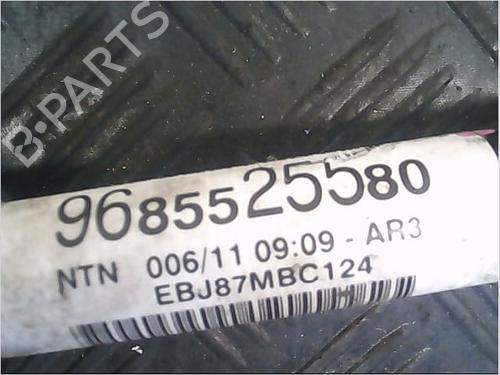 B-PARTS
9685525580
NTN 006/11 09:09 - AR3
EBJ87MBC124